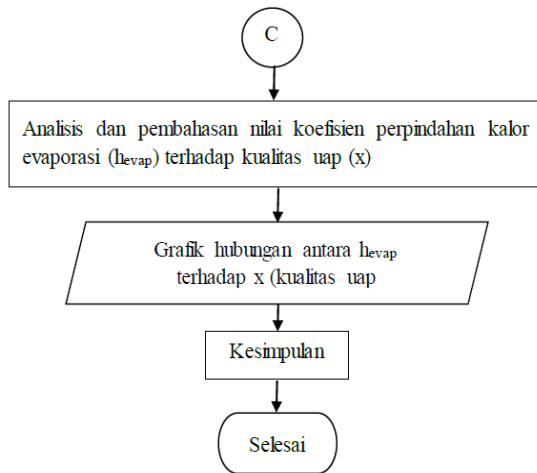 C
Analisis dan pembahasan nilai koefisien perpindahan kalor
evaporasi (hevap) terhadap kualitas uap (x)
Grafik hubungan antara hevap
terhadap x (kualitas uap
Kesimpulan
Selesai